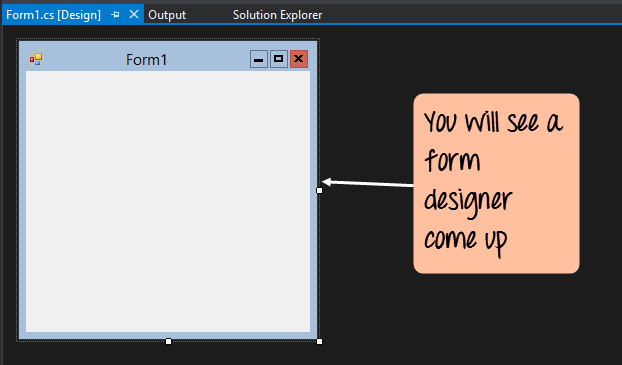 Form1.cs [Design] Output Solution Explorer
Form1
You will see a
form
designer
come up